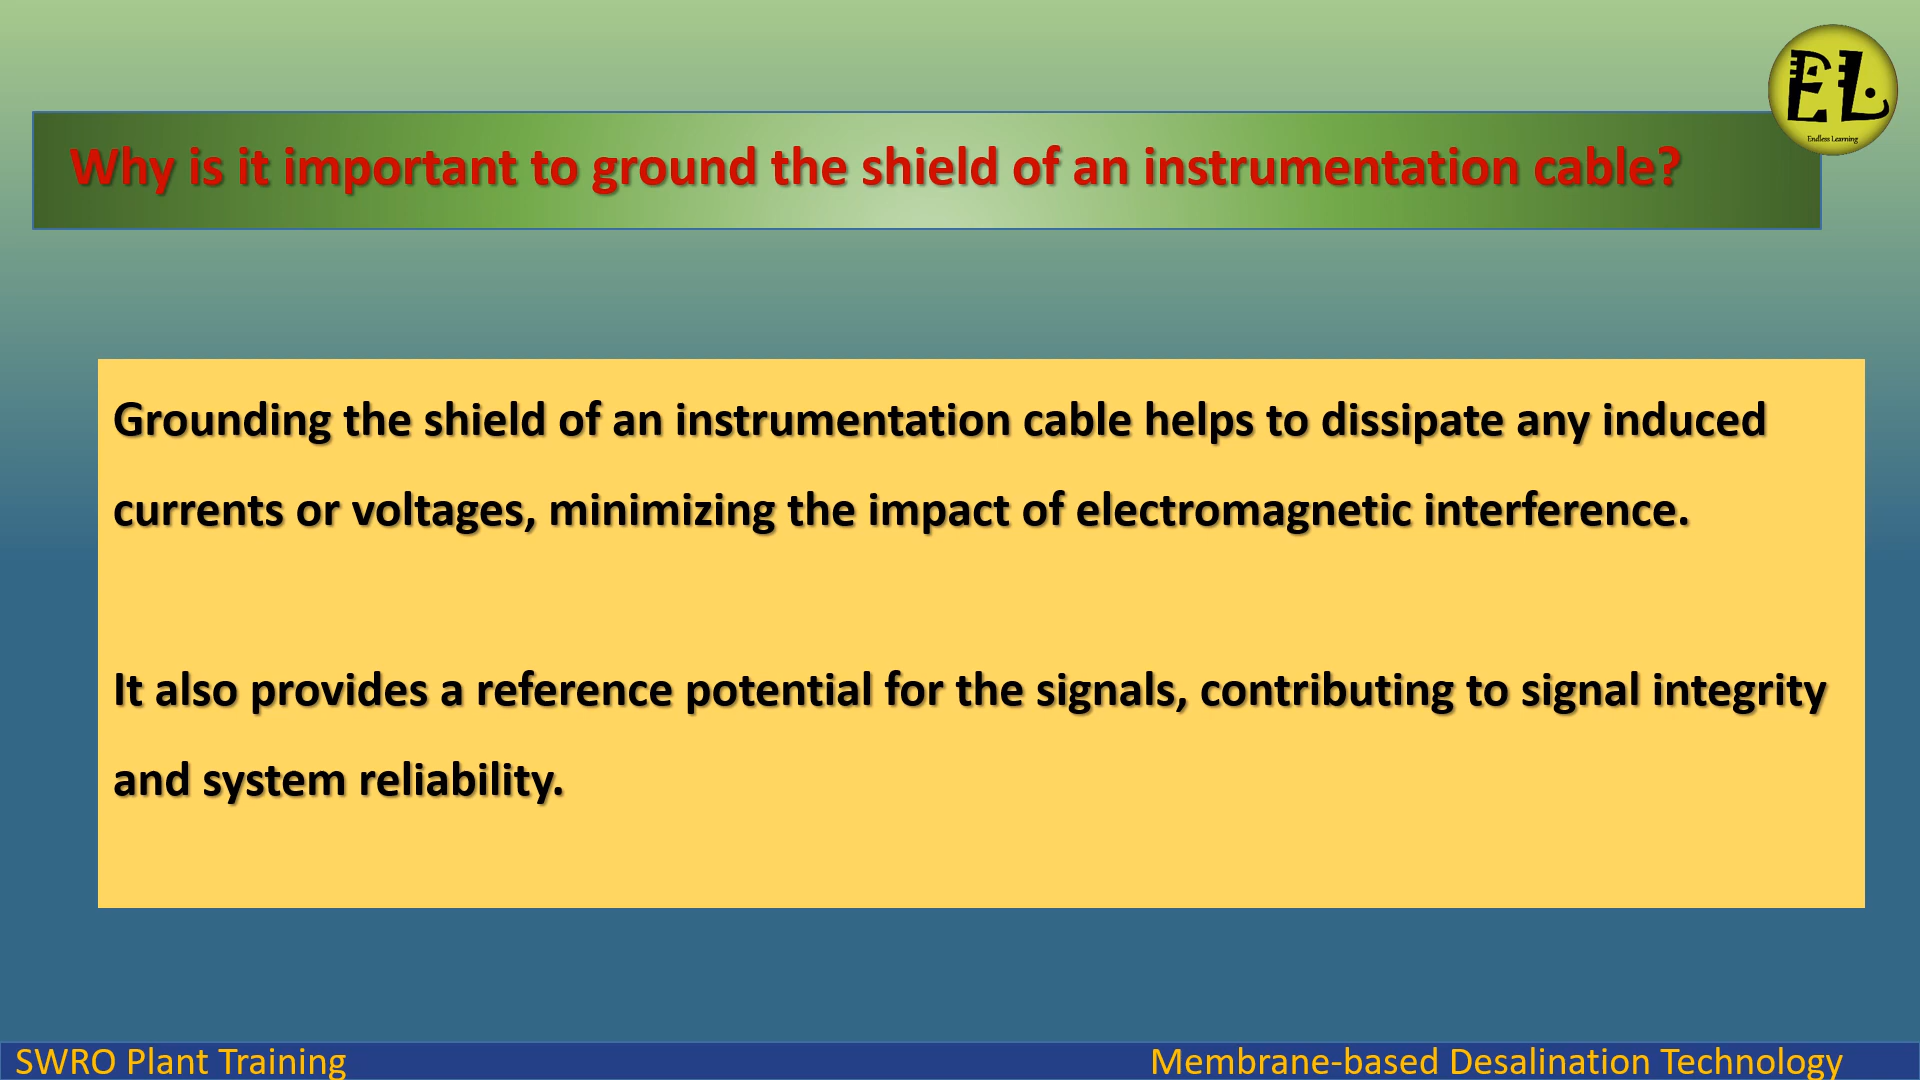 EL
Endless Learning
Why is it important to ground the shield of an instrumentation cable?
Grounding the shield of an instrumentation cable helps to dissipate any induced
currents or voltages, minimizing the impact of electromagnetic interference.
It also provides a reference potential for the signals, contributing to signal integrity
and system reliability.
SWRO Plant Training
Membrane-based Desalination Technology